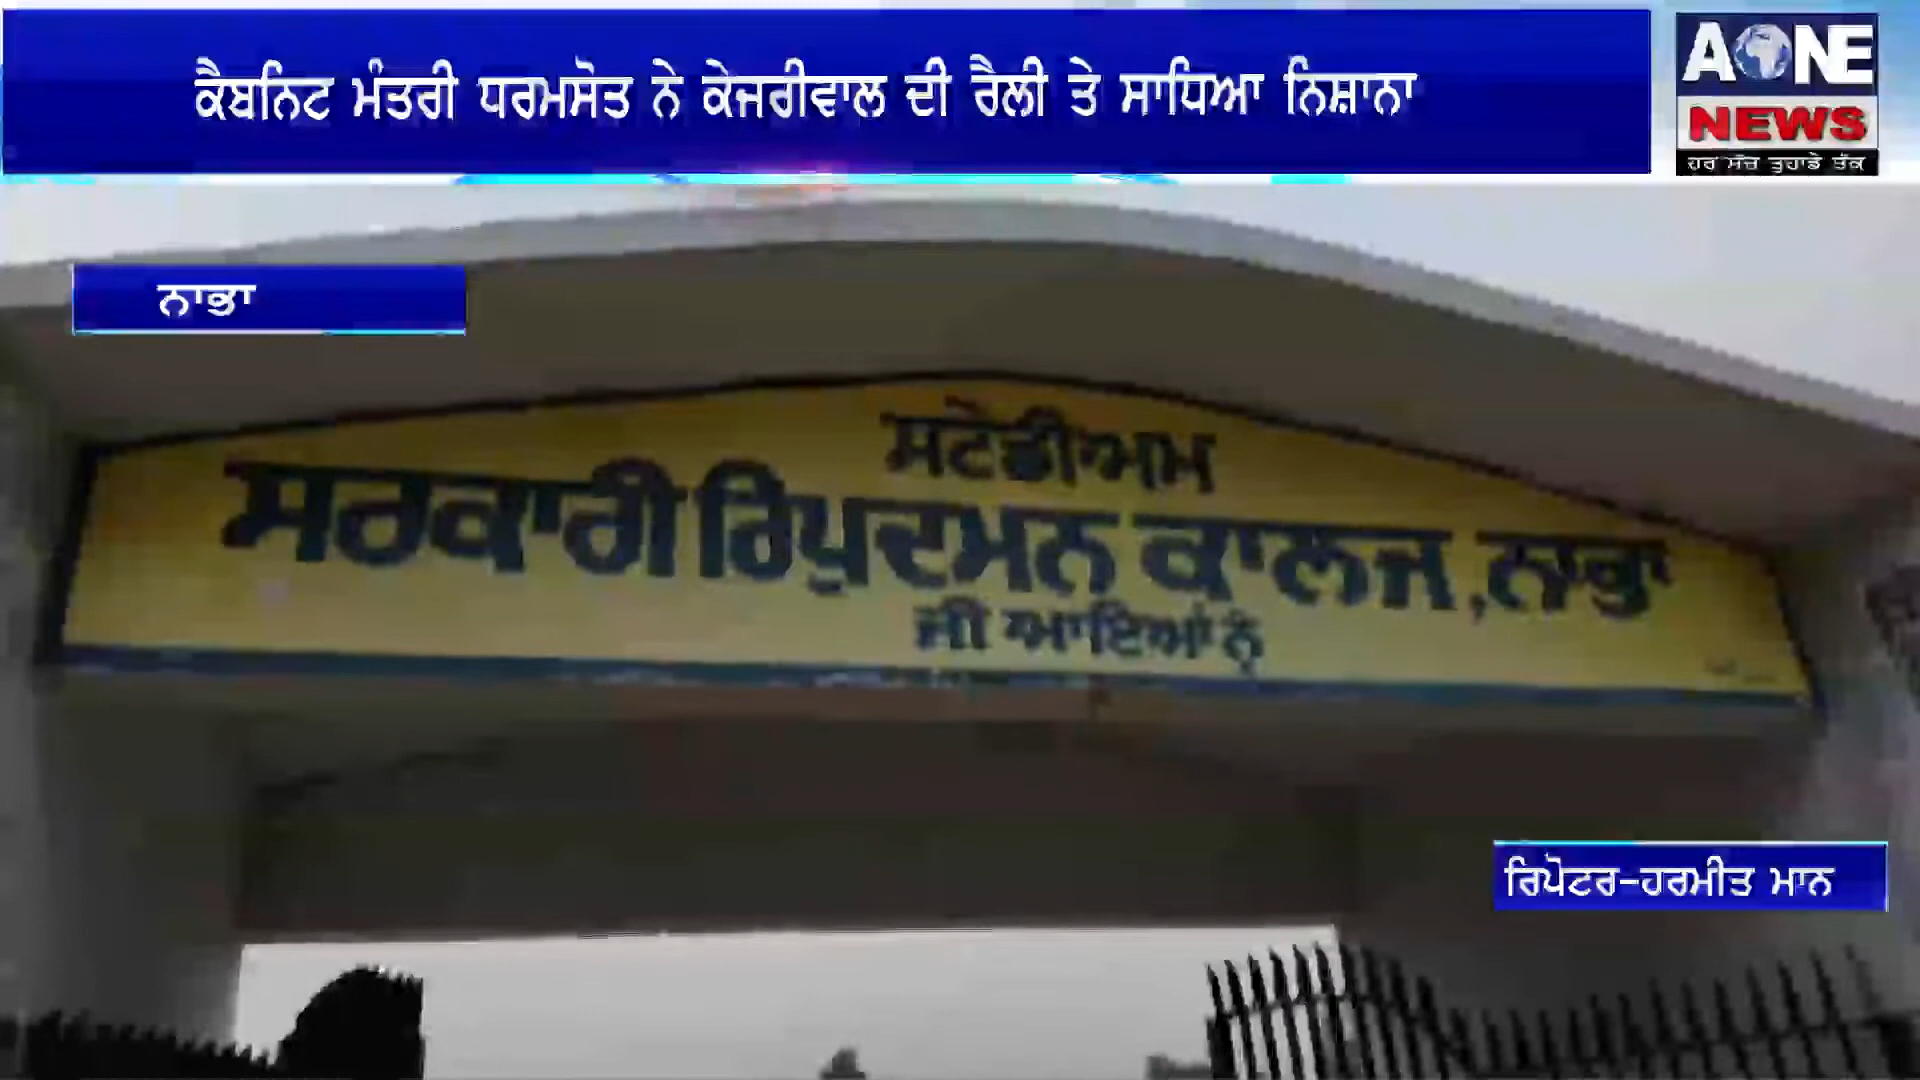 ਕੈਬਨਿਟ ਮੰਤਰੀ ਧਰਮਸੋਤ ਨੇ ਕੇਜਰੀਵਾਲ ਦੀ ਰੈਲੀ ਤੇ ਸਾਧਿਆ ਨਿਸ਼ਾਨਾ
AONE
NEWS
ਹਰ ਸੱਚ ਤੁਹਾਡੇ ਤੱਕ
ਨਾਭਾ
ਸਟੇਡੀਅਮ
ਸਰਕਾਰੀ ਰਿਪੁਦਮਨ ਕਾਲਜ, ਨਾਭਾ
ਜੀ ਆਇਆਂ ਨੂੰ
ਰਿਪੋਟਰ-ਹਰਮੀਤ ਮਾਨ